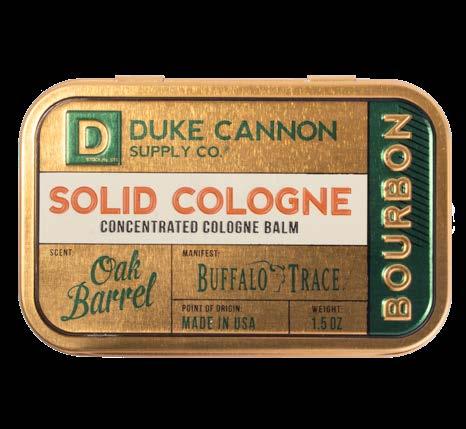 D
DUKE CANNON
SUPPLY CO.®
SOLID COLOGNE
CONCENTRATED COLOGNE BALM
SCENT:
Oak
Barrel
MANIFEST:
BUFFALO TRACE
POINT OF ORIGIN:
MADE IN USA
WEIGHT:
1.5 OZ
BOURBON